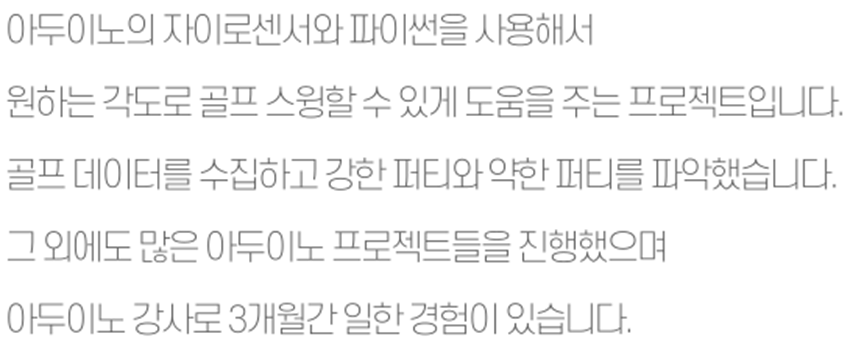 아두이노의 자이로센서와 파이썬을 사용해서
원하는 각도로 골프 스윙할 수 있게 도움을 주는 프로젝트입니다.
골프 데이터를 수집하고 강한 퍼티와 약한 퍼티를 파악했습니다.
그 외에도 많은 아두이노 프로젝트들을 진행했으며
아두이노 강사로 3개월간 일한 경험이 있습니다.